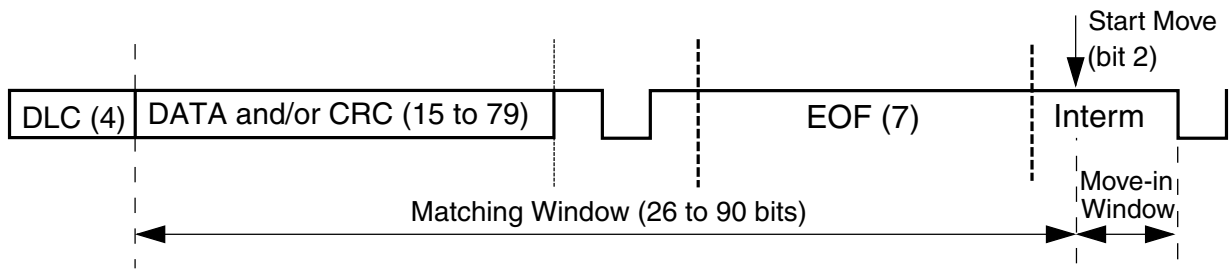 Start Move
(bit 2)
DLC (4)
DATA and/or CRC (15 to 79)
EOF (7)
Interm
Matching Window (26 to 90 bits)
Move-in
Window